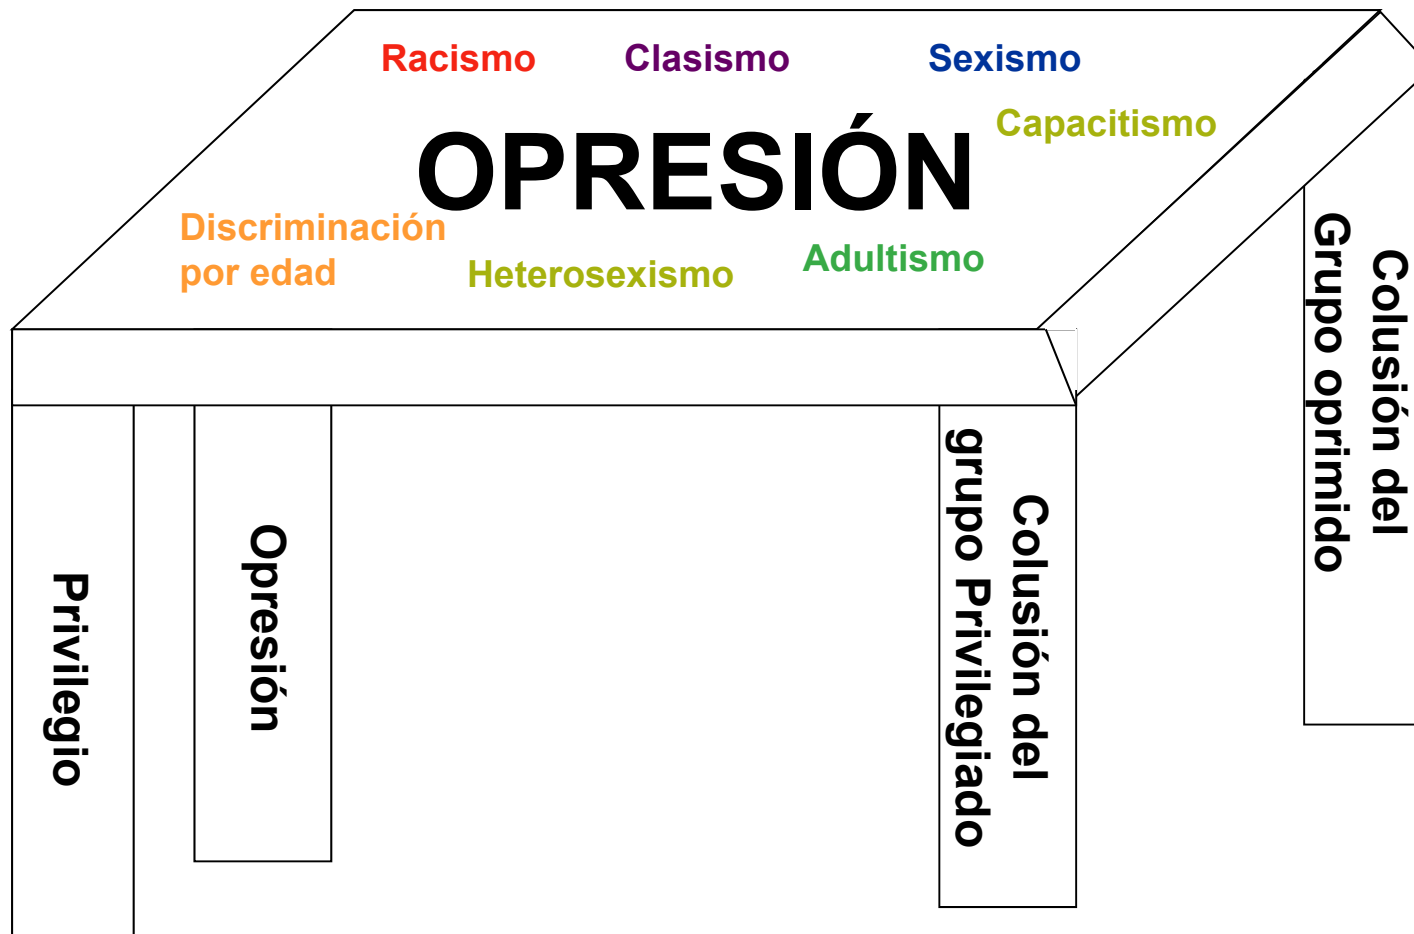 Racismo
Clasismo
Sexismo
Capacitismo
OPRESIÓN
Discriminación
por edad
Heterosexismo
Adultismo
Privilegio
Opresión
Colusión del
grupo Privilegiado
Colusión del
Grupo oprimido